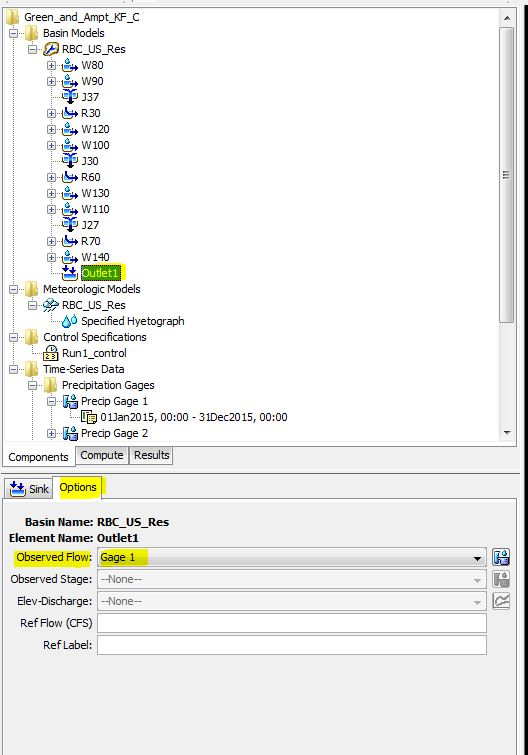 Green_and_Ampt_KF_C
Basin Models
RBC_US_Res
W80
W90
J37
R30
W120
W100
J30
R60
W130
W110
J27
R70
W140
Outlet1
Meteorologic Models
RBC_US_Res
Specified Hyetograph
Control Specifications
Run1_control
Time-Series Data
Precipitation Gages
Precip Gage 1
01Jan2015, 00:00 - 31Dec2015, 00:00
Precip Gage 2
Components Compute Results
Sink Options
Basin Name: RBC_US_Res
Element Name: Outlet1
Observed Flow: Gage 1
Observed Stage: --None--
Elev-Discharge: --None--
Ref Flow (CFS)
Ref Label: